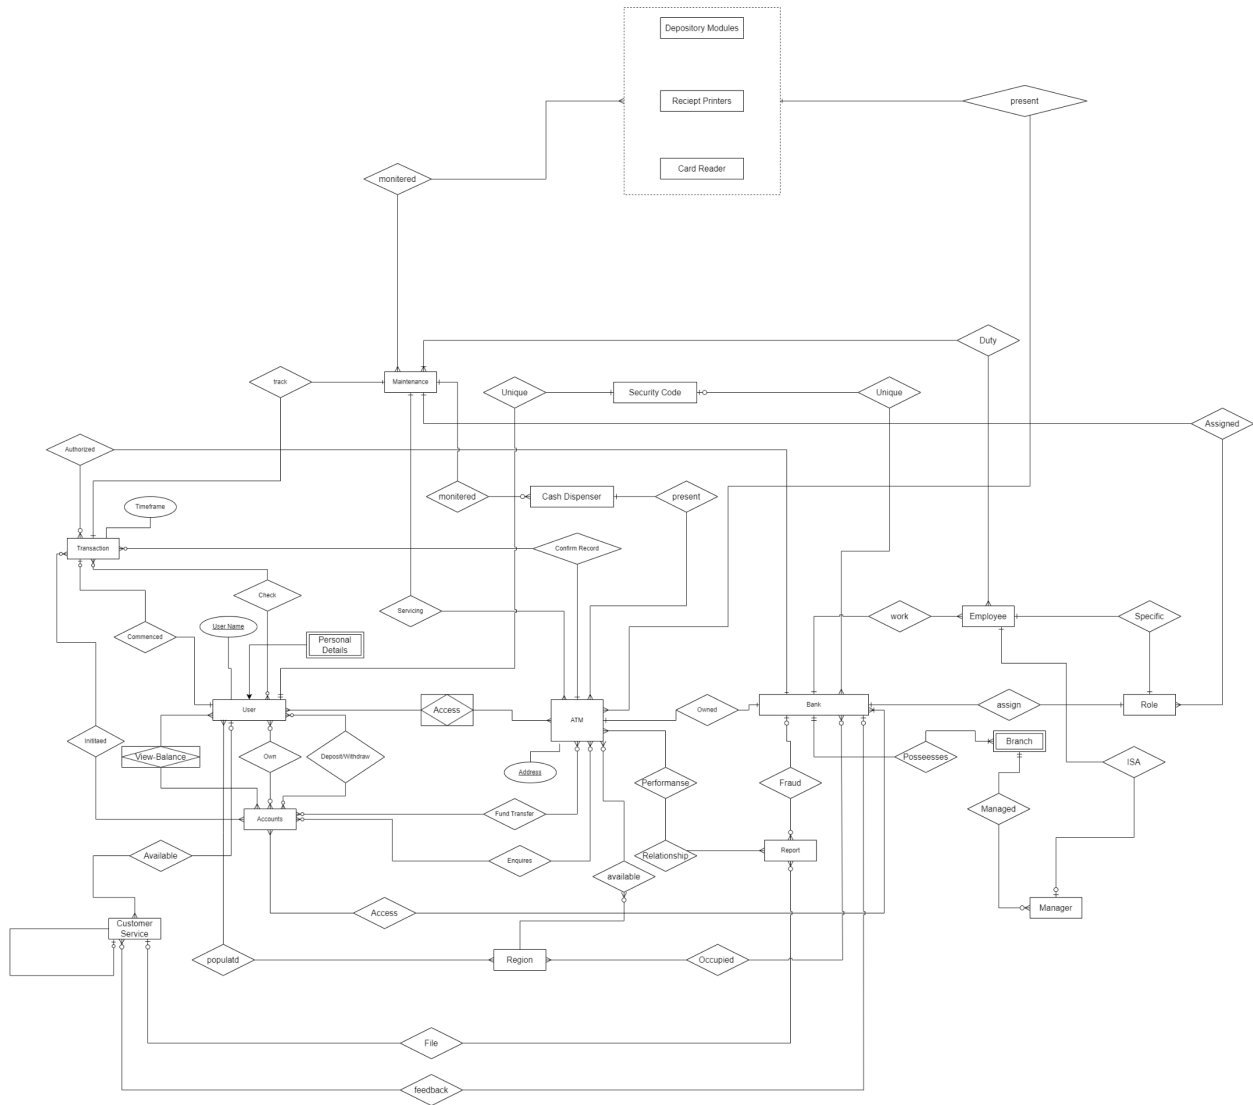 Depository Modules
Reciept Printers
present
Card Reader
monitered
Duty
track
Maintenance
Unique
Security Code
Unique
Assigned
Authorized
monitered
Cash Dispenser
present
Timeframe
Transaction
Confirm Record
Check
Servicing
work
Employee
Specific
User Name
Commenced
Personal
Details
User
Access
ATM
Owned
Bank
assign
Role
Inititaed
View-Balance
Own
Deposit/Withdraw
Address
Performanse
Fraud
Posseesses
Branch
ISA
Managed
Accounts
Fund Transfer
Available
Enquires
Relationship
Report
available
Manager
Access
Customer
Service
populatd
Region
Occupied
File
feedback